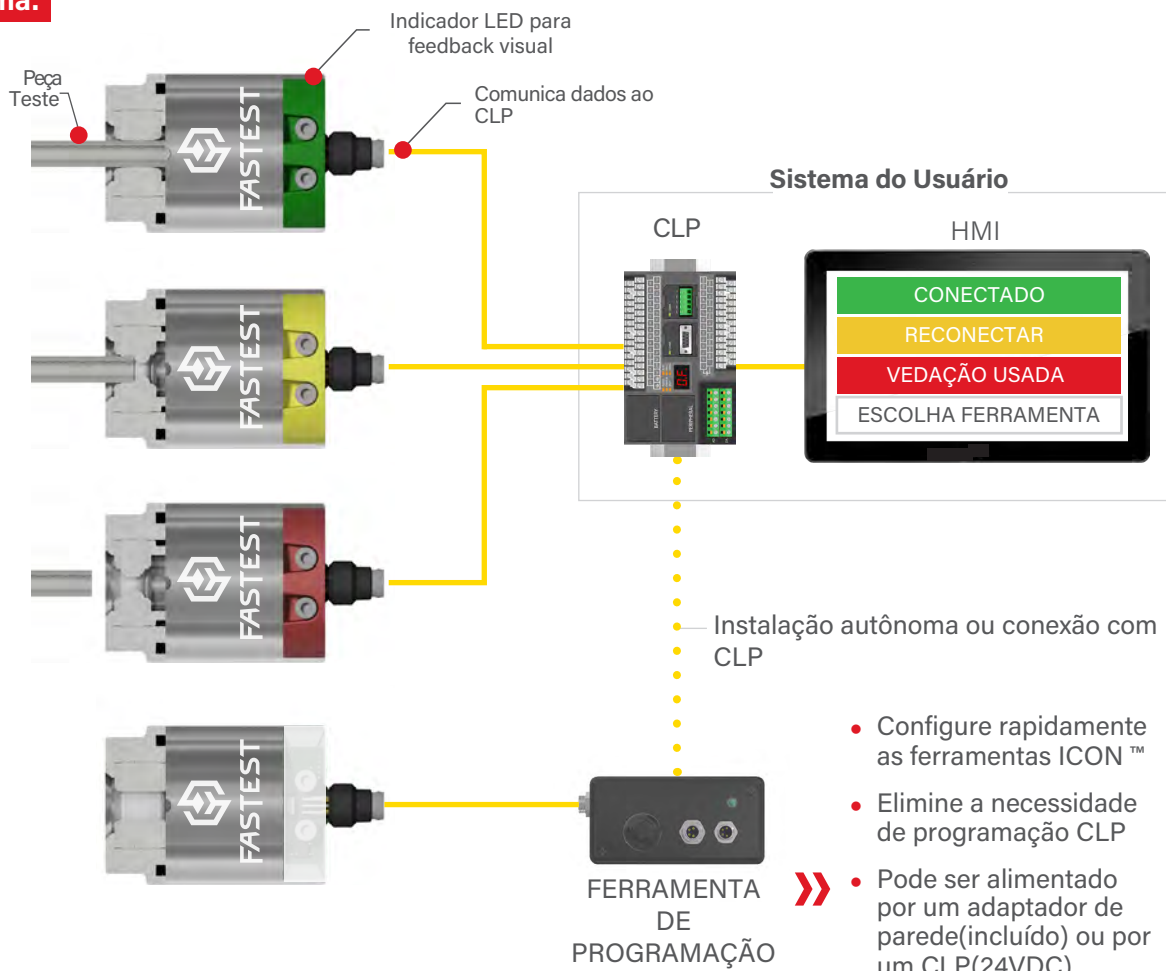 Indicador LED para
feedback visual
Peça
Teste
Comunica dados ao
CLP
FASTEST
FASTEST
FASTEST
FASTEST
Sistema do Usuário
CLP
HMI
BATTERY
PERIPHERAL
CONECTADO
RECONECTAR
VEDAÇÃO USADA
ESCOLHA FERRAMENTA
Instalação autônoma ou conexão com
CLP
FERRAMENTA
DE
PROGRAMAÇÃO
• Configure rapidamente
as ferramentas ICON ™
• Elimine a necessidade
de programação CLP
• Pode ser alimentado
por um adaptador de
parede(incluído) ou por
um CLP(24VDC)